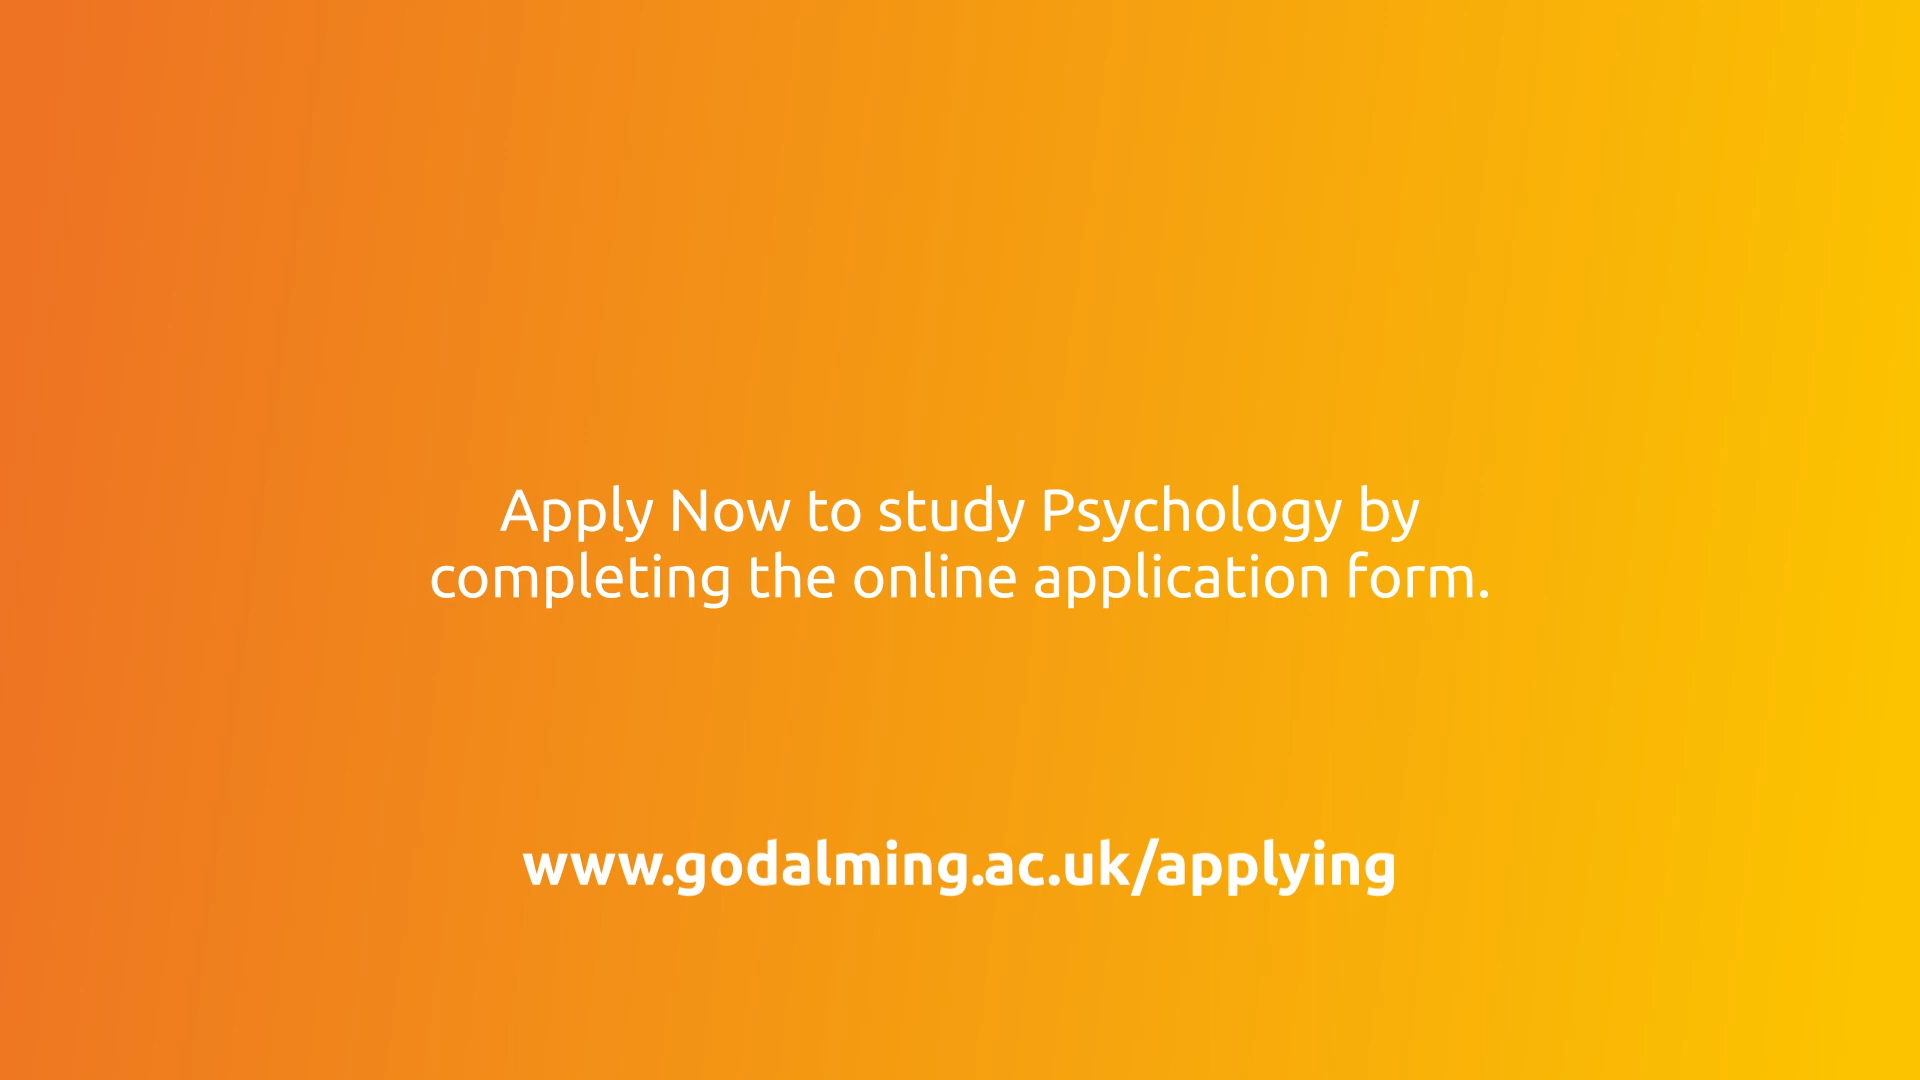 Apply Now to study Psychology by
completing the online application form.
www.godalming.ac.uk/applying